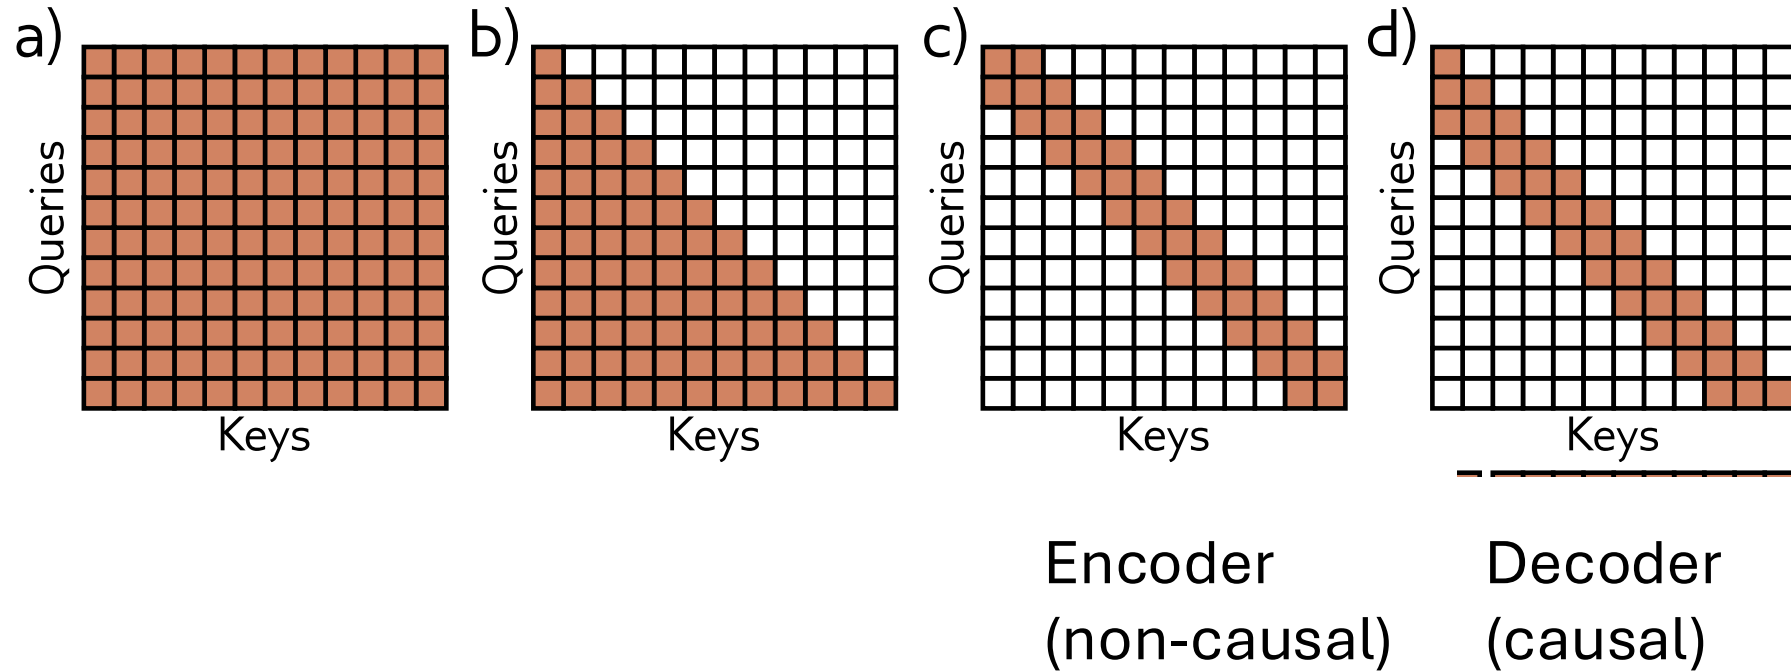 a)
b)
c)
d)
Queries
Queries
Queries
Queries
Keys
Keys
Keys
Keys
Encoder
(non-causal)
Decoder
(causal)